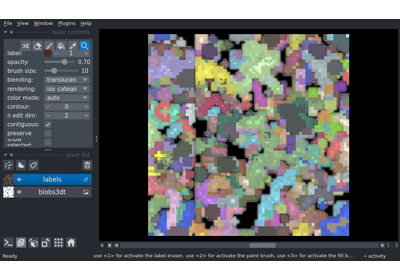 File View Window Plugins Help
layer controls
label: 1
opacity: 0.70
brush size: 10
blending: translucen
rendering: iso_catego
color mode: auto
contour: 0
n edit dim: 2
contiguous:
preserve
selected:
layer list
labels
blobs3dt
Ready
use <1> for activate the label eraser, use <2> for activate the paint brush, use <3> for activate the fill b...
activity